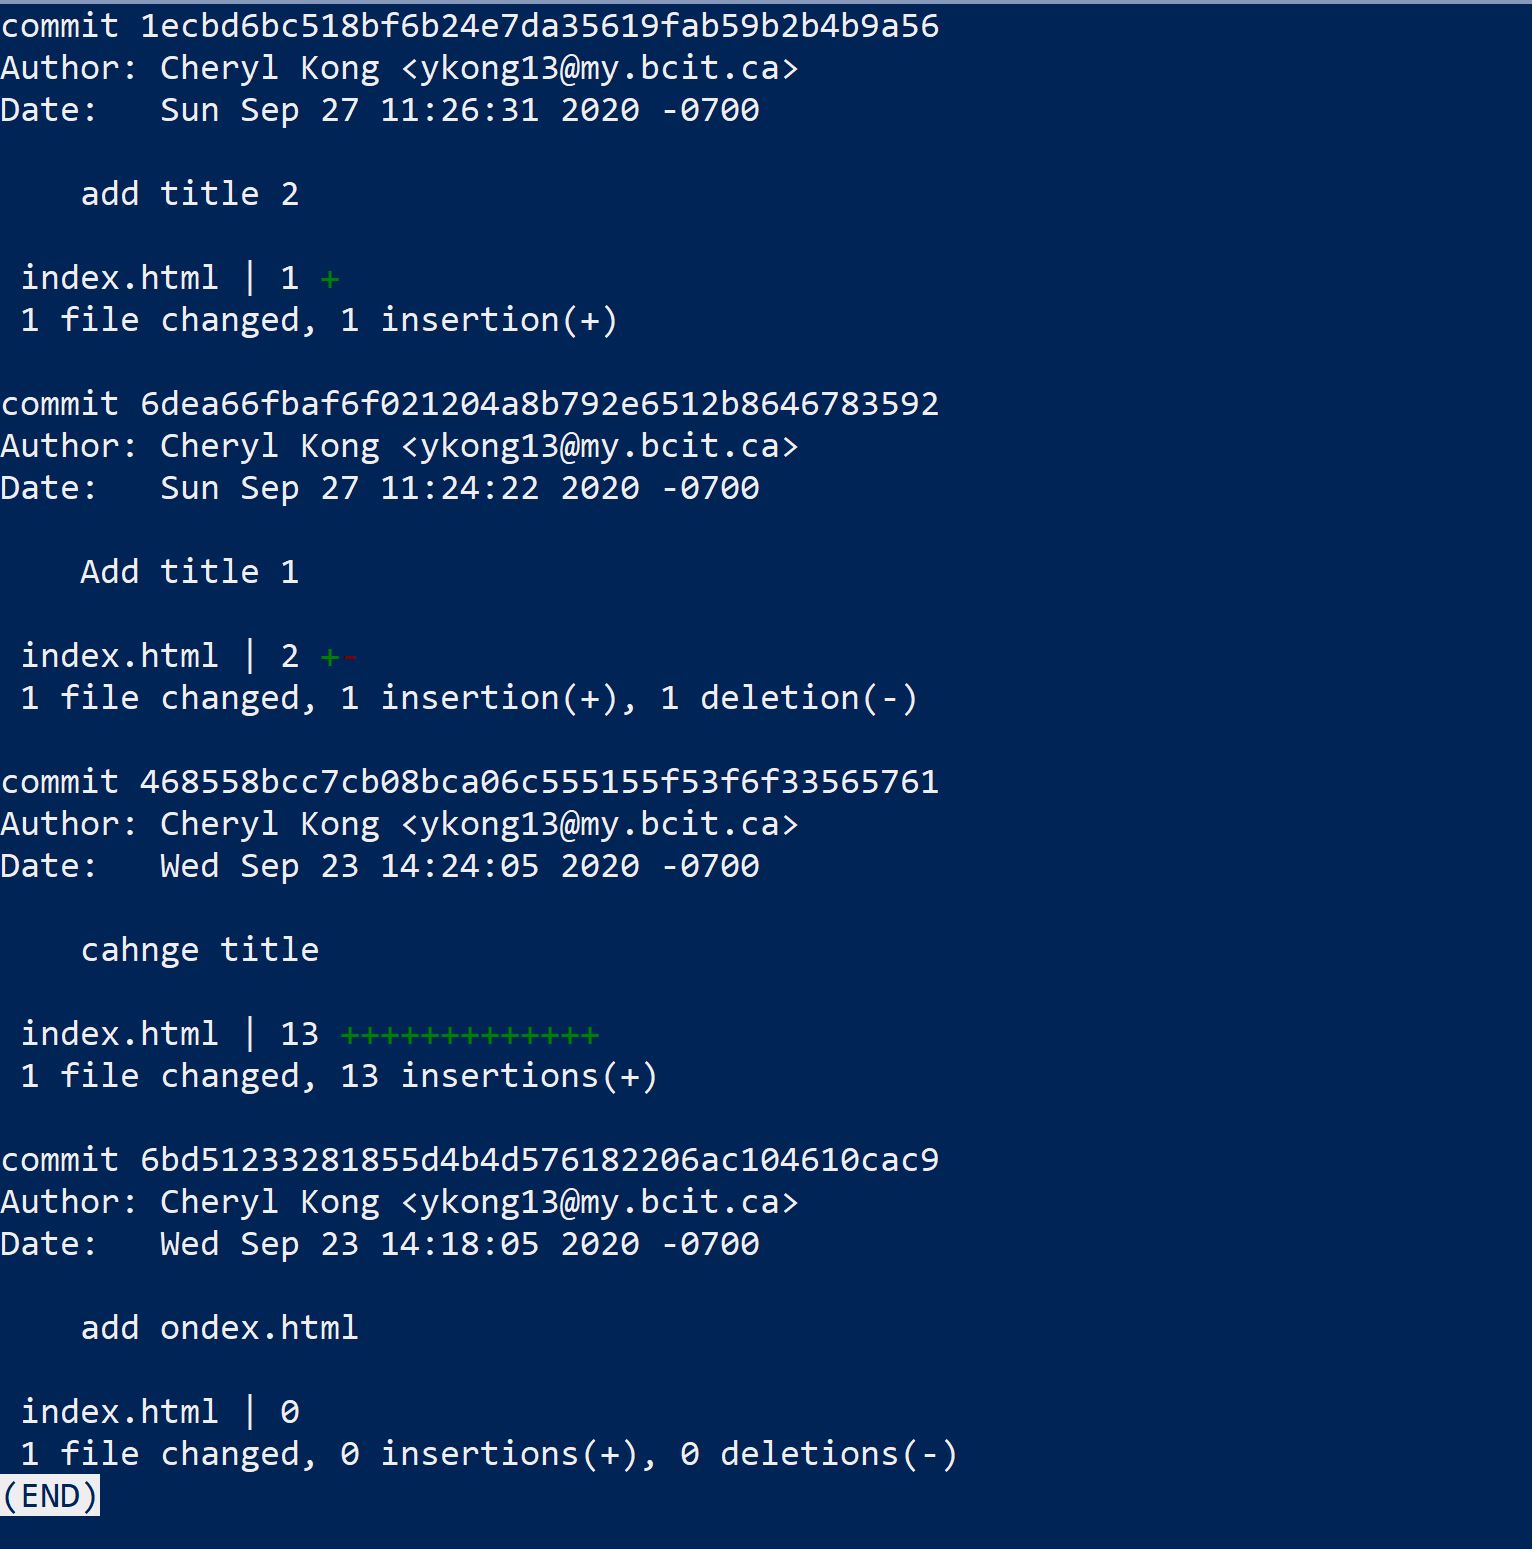 commit 1ecbd6bc518bf6b24e7da35619fab59b2b4b9a56
Author: Cheryl Kong <ykong13@my.bcit.ca>
Date:   Sun Sep 27 11:26:31 2020 -0700

    add title 2

 index.html | 1 +
 1 file changed, 1 insertion(+)

commit 6dea66fbaf6f021204a8b792e6512b8646783592
Author: Cheryl Kong <ykong13@my.bcit.ca>
Date:   Sun Sep 27 11:24:22 2020 -0700

    Add title 1

 index.html | 2 +-
 1 file changed, 1 insertion(+), 1 deletion(-)

commit 468558bcc7cb08bca06c555155f53f6f33565761
Author: Cheryl Kong <ykong13@my.bcit.ca>
Date:   Wed Sep 23 14:24:05 2020 -0700

    cahnge title

 index.html | 13 +++++++++++++
 1 file changed, 13 insertions(+)

commit 6bd51233281855d4b4d576182206ac104610cac9
Author: Cheryl Kong <ykong13@my.bcit.ca>
Date:   Wed Sep 23 14:18:05 2020 -0700

    add ondex.html

 index.html | 0
 1 file changed, 0 insertions(+), 0 deletions(-)
(END)